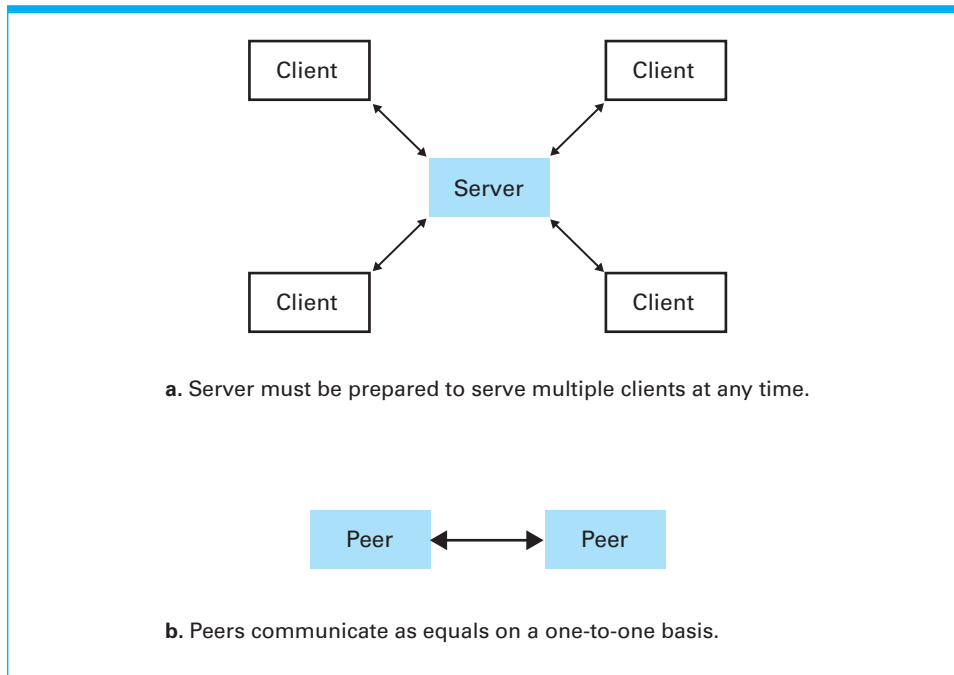 Client Client
Server
Client Client
a. Server must be prepared to serve multiple clients at any time.
Peer Peer
b. Peers communicate as equals on a one-to-one basis.